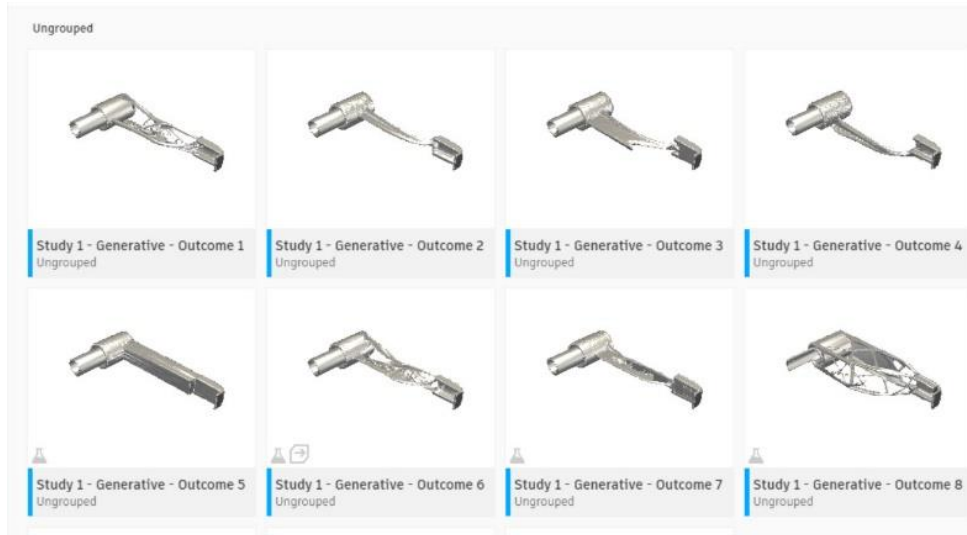 Ungrouped
Study 1 - Generative - Outcome 1
Ungrouped
Study 1 - Generative - Outcome 2
Ungrouped
Study 1 - Generative - Outcome 3
Ungrouped
Study 1 - Generative - Outcome 4
Ungrouped
Study 1 - Generative - Outcome 5
Ungrouped
Study 1 - Generative - Outcome 6
Ungrouped
Study 1 - Generative - Outcome 7
Ungrouped
Study 1 - Generative - Outcome 8
Ungrouped